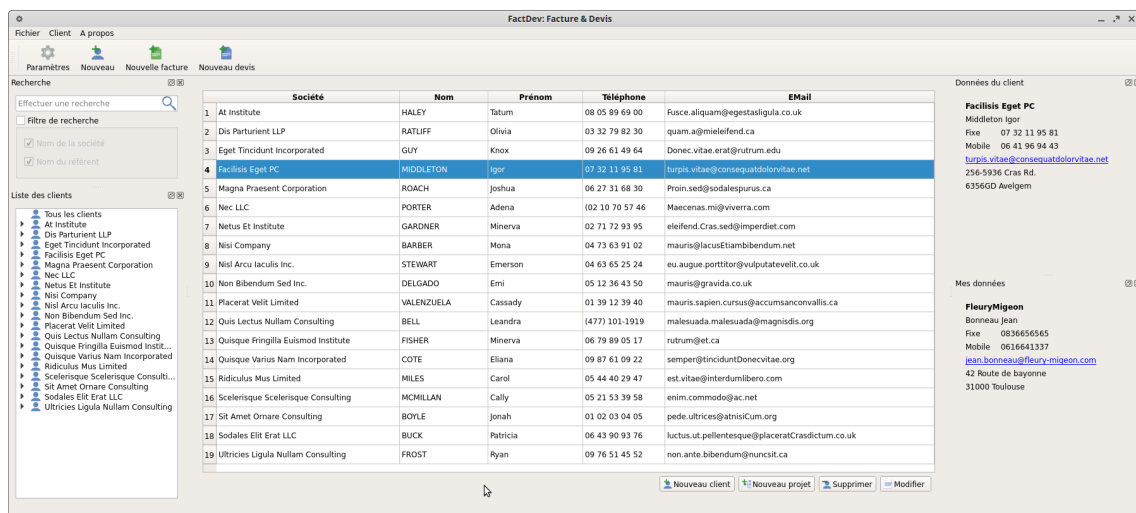 FactDev: Facture & Devis
Fichier Client A propos
Paramètres Nouveau Nouvelle facture Nouveau devis
Recherche
Effectuer une recherche
Filtre de recherche
Nom de la société
Nom du référent
Liste des clients
Tous les clients
At Institute
Dis Parturient LLP
Eget Tincidunt Incorporated
Facilisis Eget PC
Magna Praesent Corporation
Nec LLC
Netus Et Institute
Nisi Company
Nisl Arcu Iaculis Inc.
Non Bibendum Sed Inc.
Placerat Velit Limited
Quis Lectus Nullam Consulting
Quisque Fringilla Euismod Instit...
Quisque Varius Nam Incorporated
Ridiculus Mus Limited
Scelerisque Scelerisque Consulti...
Sit Amet Ornare Consulting
Sodales Elit Erat LLC
Ultricies Ligula Nullam Consulting
Société Nom Prénom Téléphone EMail
1 At Institute HALEY Tatum 08 05 89 69 00 Fusce.aliquam@egestasligula.co.uk
2 Dis Parturient LLP RATLIFF Olivia 03 32 79 82 30 quam.a@mieleifend.ca
3 Eget Tincidunt Incorporated GUY Knox 09 26 61 49 64 Donec.vitae.erat@rutrum.edu
4 Facilisis Eget PC MIDDLETON Igor 07 32 11 95 81 turpis.vitae@consequatdolorvitae.net
5 Magna Praesent Corporation ROACH Joshua 06 27 31 68 30 Proin.sed@sodalespurus.ca
6 Nec LLC PORTER Adena (02 10 70 57 46 Maecenas.mi@viverra.com
7 Netus Et Institute GARDNER Minerva 02 71 72 93 95 eleifend.Cras.sed@imperdiet.com
8 Nisi Company BARBER Mona 04 73 63 91 02 mauris@lacusEtiambibendum.net
9 Nisl Arcu Iaculis Inc. STEWART Emerson 04 63 65 25 24 eu.augue.porttitor@vulputatevelit.co.uk
10 Non Bibendum Sed Inc. DELGADO Emi 05 12 36 43 50 mauris@gravida.co.uk
11 Placerat Velit Limited VALENZUELA Cassady 01 39 12 39 40 mauris.sapien.cursus@accumsanconvallis.ca
12 Quis Lectus Nullam Consulting BELL Leandra (477) 101-1919 malesuada.malesuada@magnisdis.org
13 Quisque Fringilla Euismod Institute FISHER Minerva 06 79 89 05 17 rutrum@et.ca
14 Quisque Varius Nam Incorporated COTE Eliana 09 87 61 09 22 semper@tinciduntDonecvitae.org
15 Ridiculus Mus Limited MILES Carol 05 44 40 29 47 est.vitae@interdumlibero.com
16 Scelerisque Scelerisque Consulting MCMILLAN Cally 05 21 53 39 58 enim.commodo@ac.net
17 Sit Amet Ornare Consulting BOYLE Jonah 01 02 03 04 05 pede.ultrices@atnisiCum.org
18 Sodales Elit Erat LLC BUCK Patricia 06 43 90 93 76 luctus.ut.pellentesque@placeratCrasdictum.co.uk
19 Ultricies Ligula Nullam Consulting FROST Ryan 09 76 51 45 52 non.ante.bibendum@nuncsit.ca
Nouveau client Nouveau projet Supprimer Modifier
Données du client
Facilisis Eget PC
Middleton Igor
Fixe 07 32 11 95 81
Mobile 06 41 96 94 43
turpis.vitae@consequatdolorvitae.net
256-5936 Cras Rd.
6356GD Avelgem
Mes données
FleuryMigeon
Bonneau Jean
Fixe 0836656565
Mobile 0616641337
jean.bonneau@fleury-migeon.com
42 Route de bayonne
31000 Toulouse